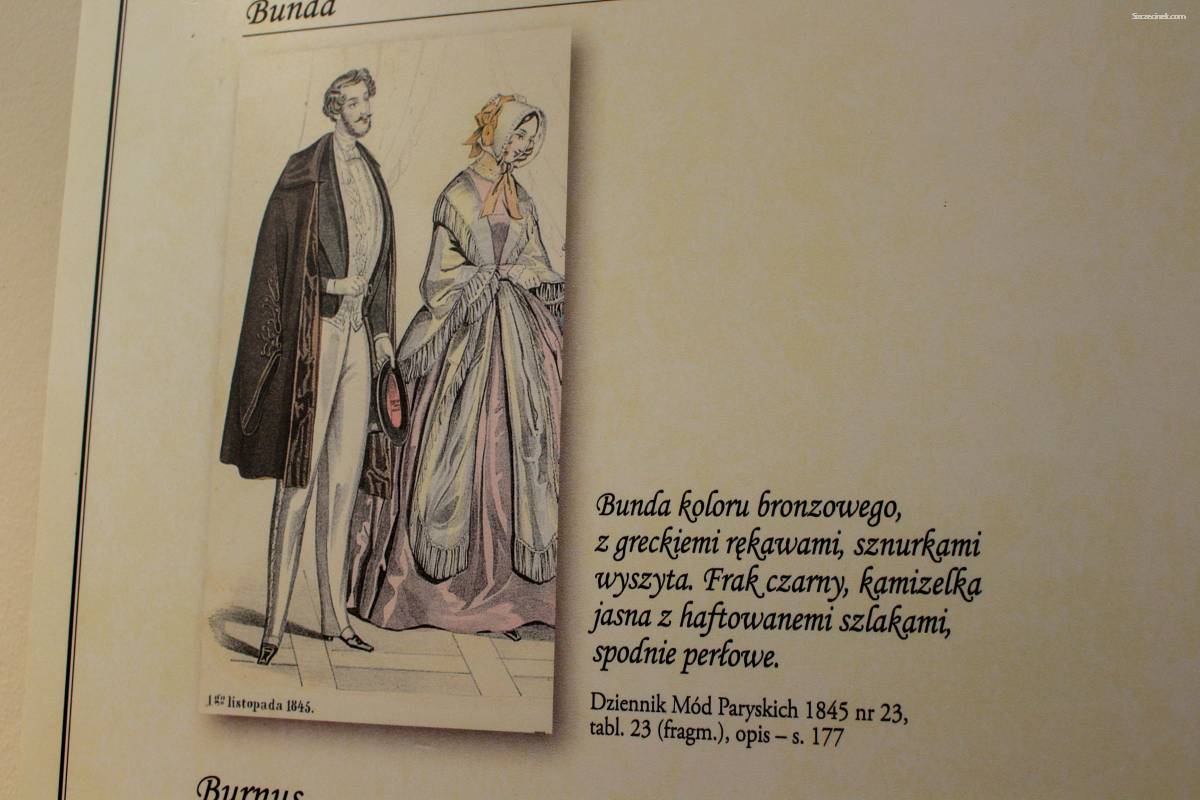 Szczecinek.com
Bunda
Bunda koloru bronzowego,
z greckiemi rękawami, sznurkami
wyszyta. Frak czarny, kamizelka
jasna z haftowanemi szlakami,
spodnie perłowe.
Dziennik Mód Paryskich 1845 nr 23,
tabl. 23 (fragm.), opis – s. 177
1go listopada 1845.
Burnus